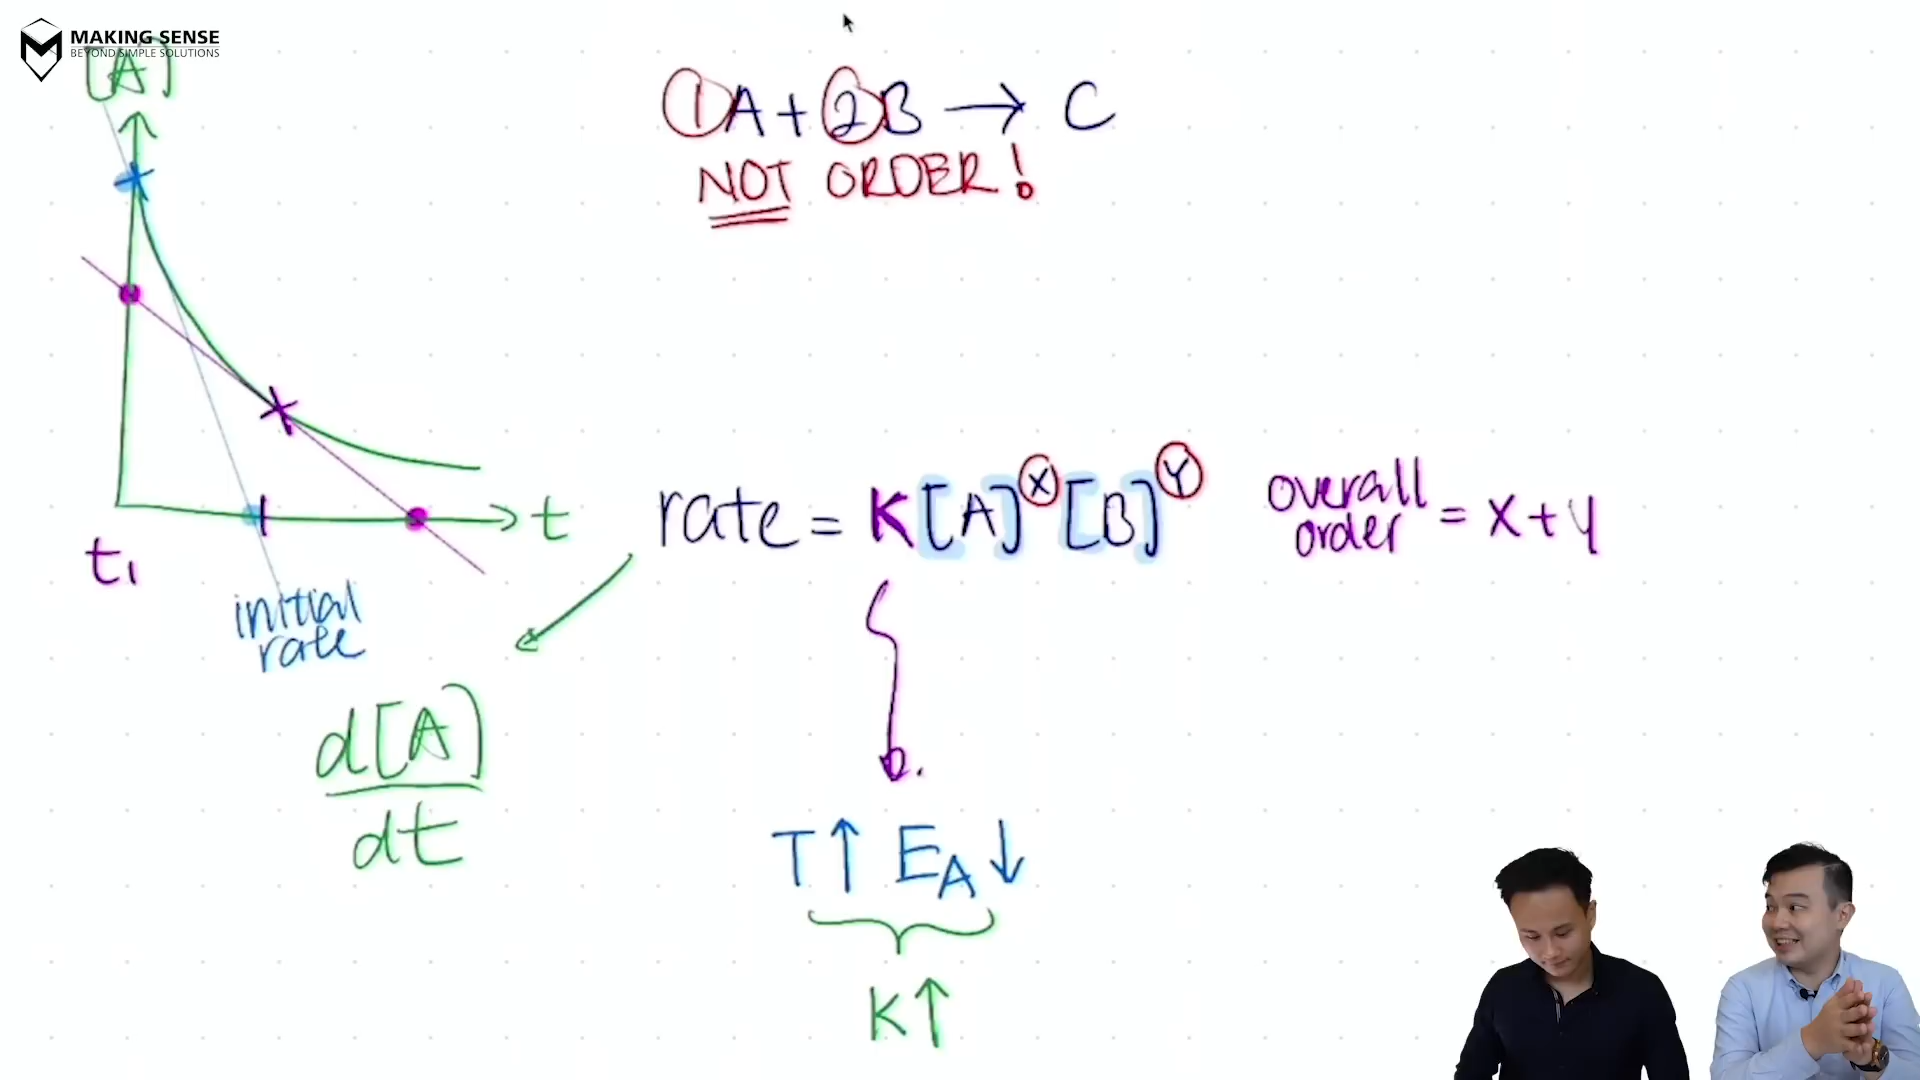 MAKING SENSE
BEYOND SIMPLE SOLUTIONS
[A]
1A + 2B → C
NOT ORDER!
rate = K[A]^X [B]^Y
overall order = X + Y
t
t₁
initial
rate
d[A]
dt
T↑ E_A↓
K↑